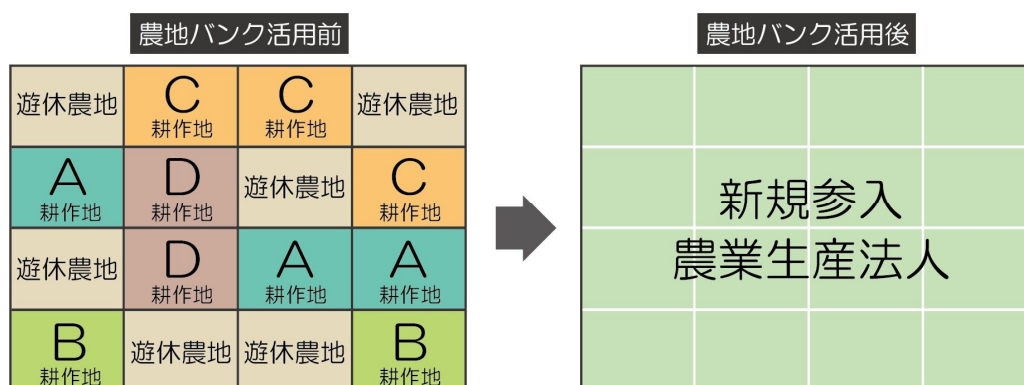 農地バンク活用前
遊休農地
C
耕作地
C
耕作地
遊休農地
A
耕作地
D
耕作地
遊休農地
C
耕作地
遊休農地
D
耕作地
A
耕作地
A
耕作地
B
耕作地
遊休農地
遊休農地
B
耕作地
農地バンク活用後
新規参入
農業生産法人